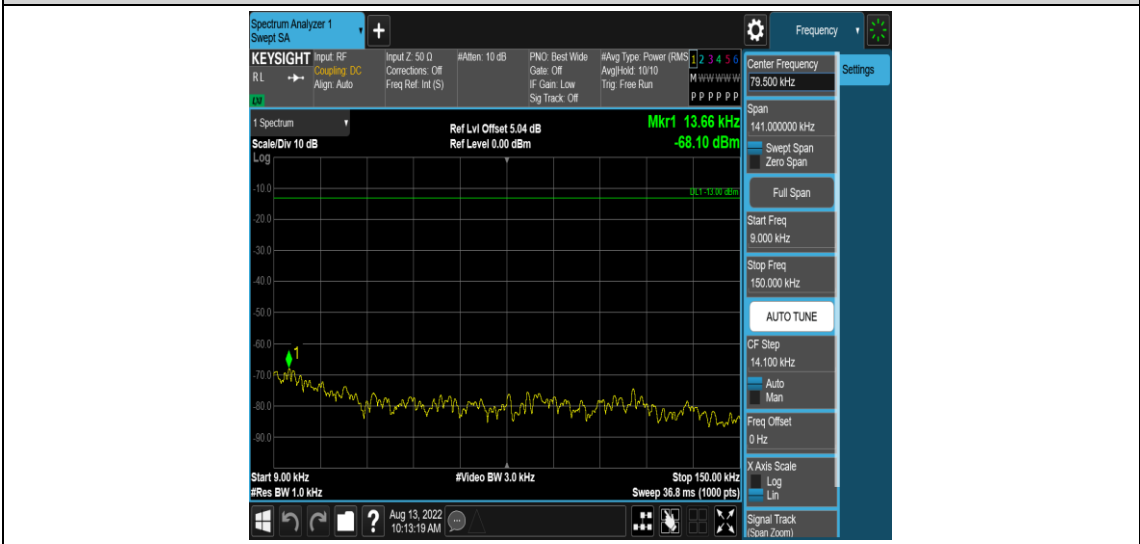 Spectrum Analyzer 1
Swept SA
+
Frequency
KEYSIGHT
RL
LXI
Input: RF
Coupling: DC
Align: Auto
Input Z: 50 Ω
Corrections: Off
Freq Ref: Int (S)
#Atten: 10 dB
PNO: Best Wide
Gate: Off
IF Gain: Low
Sig Track: Off
#Avg Type: Power (RMS
Avg|Hold: 10/10
Trig: Free Run
1 2 3 4 5 6
M W W W W W
P P P P P P
1 Spectrum
Scale/Div 10 dB
Log
Ref Lvl Offset 5.04 dB
Ref Level 0.00 dBm
Mkr1 13.66 kHz
-68.10 dBm
DL1 -13.00 dBm
-10.0
-20.0
-30.0
-40.0
-50.0
-60.0
-70.0
-80.0
-90.0
1
Start 9.00 kHz
#Res BW 1.0 kHz
#Video BW 3.0 kHz
Stop 150.00 kHz
Sweep 36.8 ms (1000 pts)
?
Aug 13, 2022
10:13:19 AM
Center Frequency
79.500 kHz
Settings
Span
141.000000 kHz
Swept Span
Zero Span
Full Span
Start Freq
9.000 kHz
Stop Freq
150.000 kHz
AUTO TUNE
CF Step
14.100 kHz
Auto
Man
Freq Offset
0 Hz
X Axis Scale
Log
Lin
Signal Track
(Span Zoom)